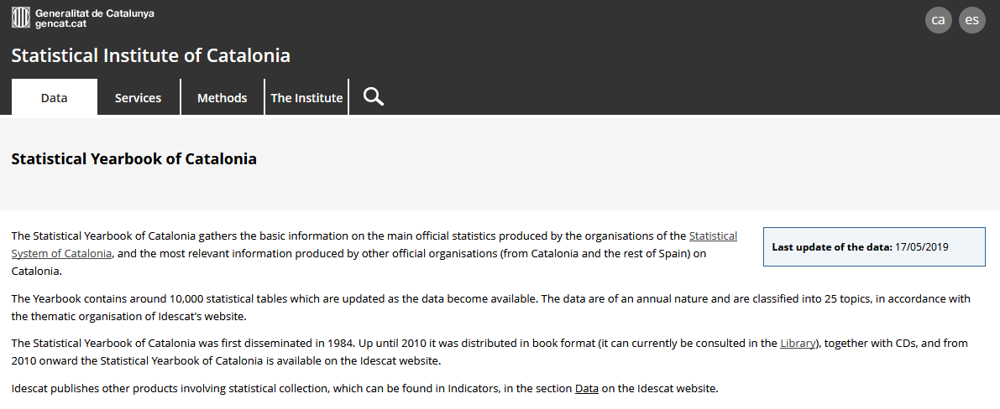 Generalitat de Catalunya
gencat.cat
ca
es
Statistical Institute of Catalonia
Data
Services
Methods
The Institute
Statistical Yearbook of Catalonia
The Statistical Yearbook of Catalonia gathers the basic information on the main official statistics produced by the organisations of the Statistical
System of Catalonia, and the most relevant information produced by other official organisations (from Catalonia and the rest of Spain) on
Catalonia.
Last update of the data: 17/05/2019
The Yearbook contains around 10,000 statistical tables which are updated as the data become available. The data are of an annual nature and are classified into 25 topics, in accordance with
the thematic organisation of Idescat's website.
The Statistical Yearbook of Catalonia was first disseminated in 1984. Up until 2010 it was distributed in book format (it can currently be consulted in the Library), together with CDs, and from
2010 onward the Statistical Yearbook of Catalonia is available on the Idescat website.
Idescat publishes other products involving statistical collection, which can be found in Indicators, in the section Data on the Idescat website.